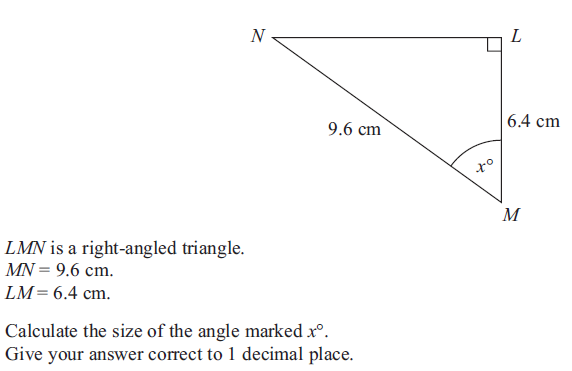 N
L
9.6 cm
6.4 cm
x°
M
LMN is a right-angled triangle.
MN = 9.6 cm.
LM = 6.4 cm.
Calculate the size of the angle marked x°.
Give your answer correct to 1 decimal place.